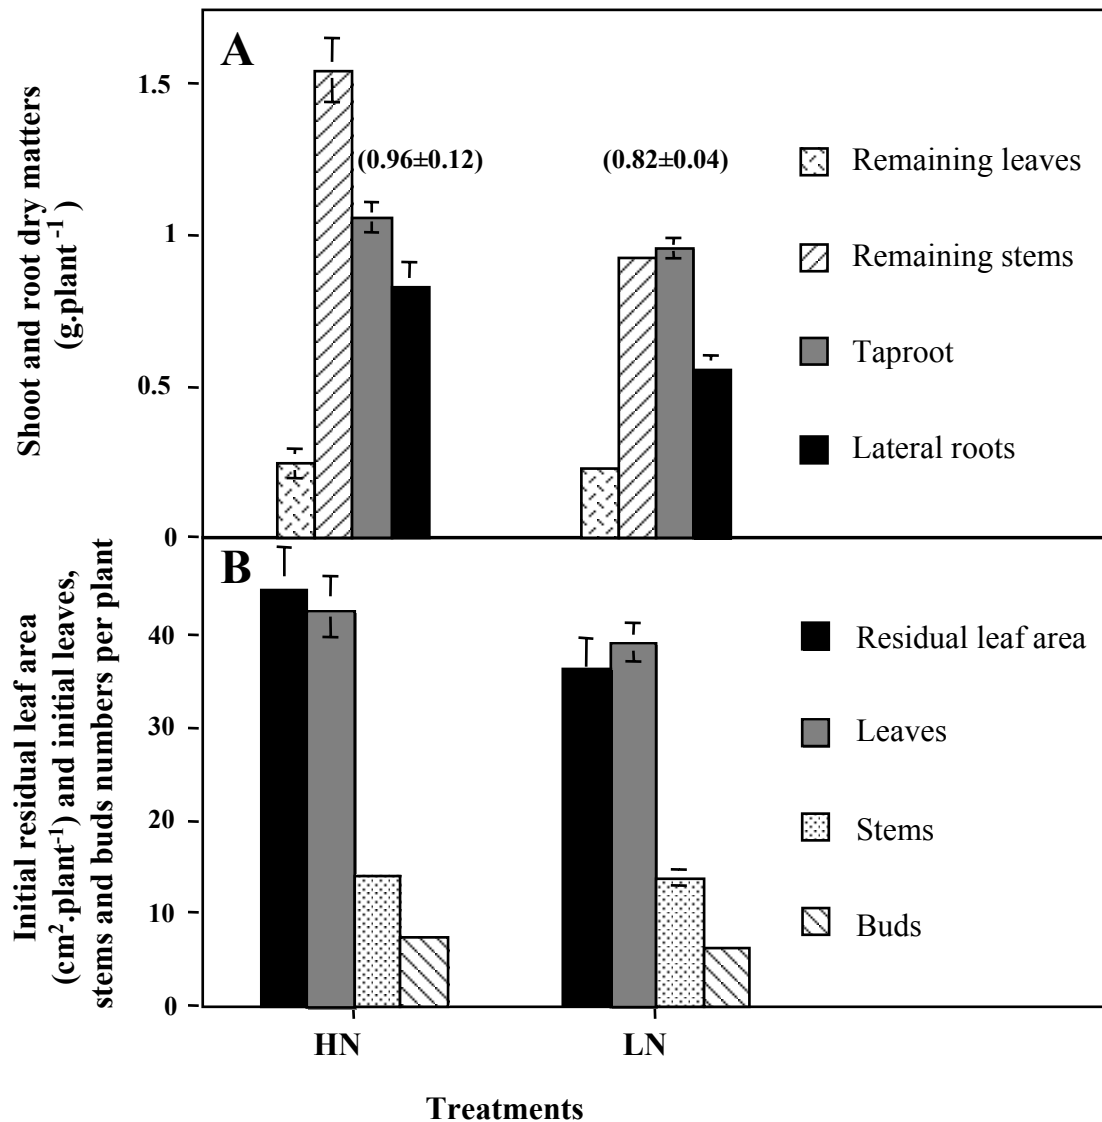 A
Shoot and root dry matters
(g.plant⁻¹)
1.5
1
0.5
0
(0.96±0.12)
(0.82±0.04)
Remaining leaves
Remaining stems
Taproot
Lateral roots
B
Initial residual leaf area
(cm².plant⁻¹) and initial leaves,
stems and buds numbers per plant
40
30
20
10
0
Residual leaf area
Leaves
Stems
Buds
HN
LN
Treatments